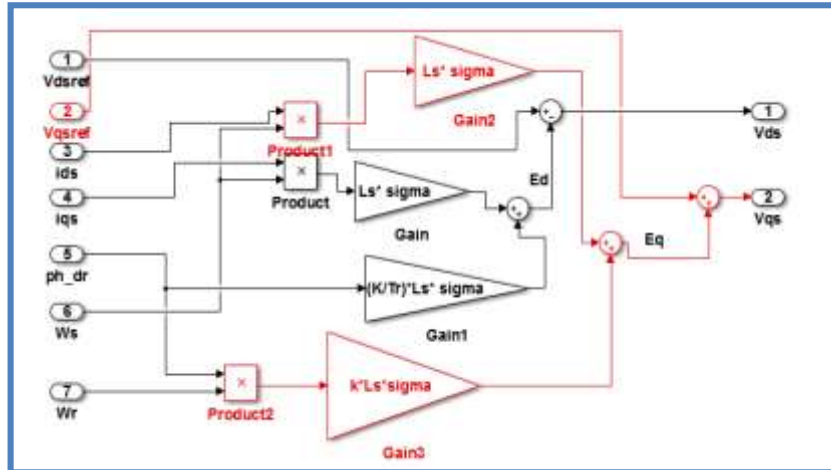 1
Vdsref
2
Vqsref
3
ids
4
iqs
5
ph_dr
6
Ws
7
Wr
×
Product1
×
Product
×
Product2
Ls* sigma
Gain2
Ls* sigma
Gain
(K/Tr)*Ls* sigma
Gain1
k*Ls*sigma
Gain3
Ed
Eq
1
Vds
2
Vqs